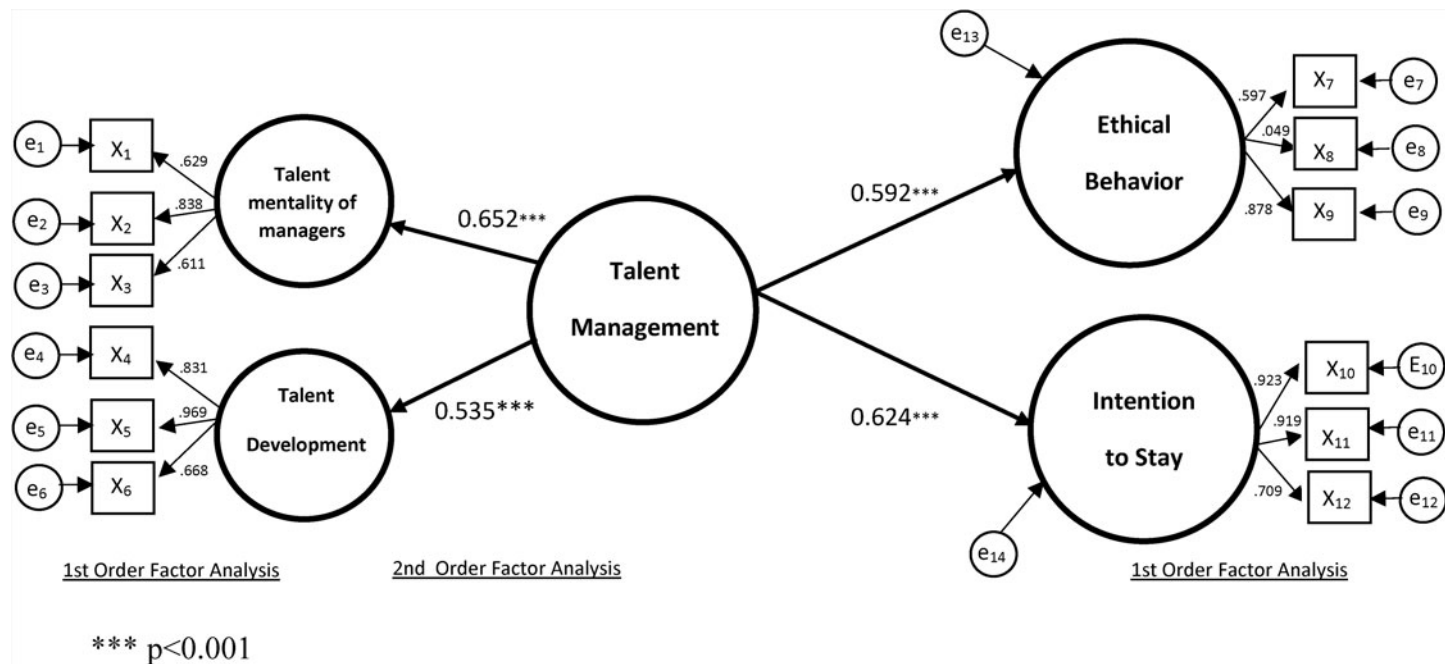 e13
e1
X1
.629
Talent
mentality of
managers
e2
X2
.838
e3
X3
.611
0.652***
Talent
Management
0.592***
Ethical
Behavior
.597
X7
e7
.049
X8
e8
.878
X9
e9
e4
X4
.831
Talent
Development
e5
X5
.969
e6
X6
.668
0.535***
0.624***
Intention
to Stay
.923
X10
E10
.919
X11
e11
.709
X12
e12
e14
1st Order Factor Analysis
2nd Order Factor Analysis
1st Order Factor Analysis
*** p<0.001